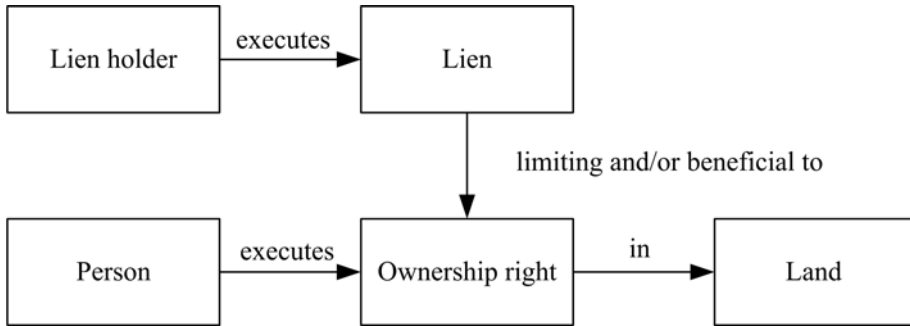 executes
Lien holder
Lien
limiting and/or beneficial to
executes
in
Person
Ownership right
Land